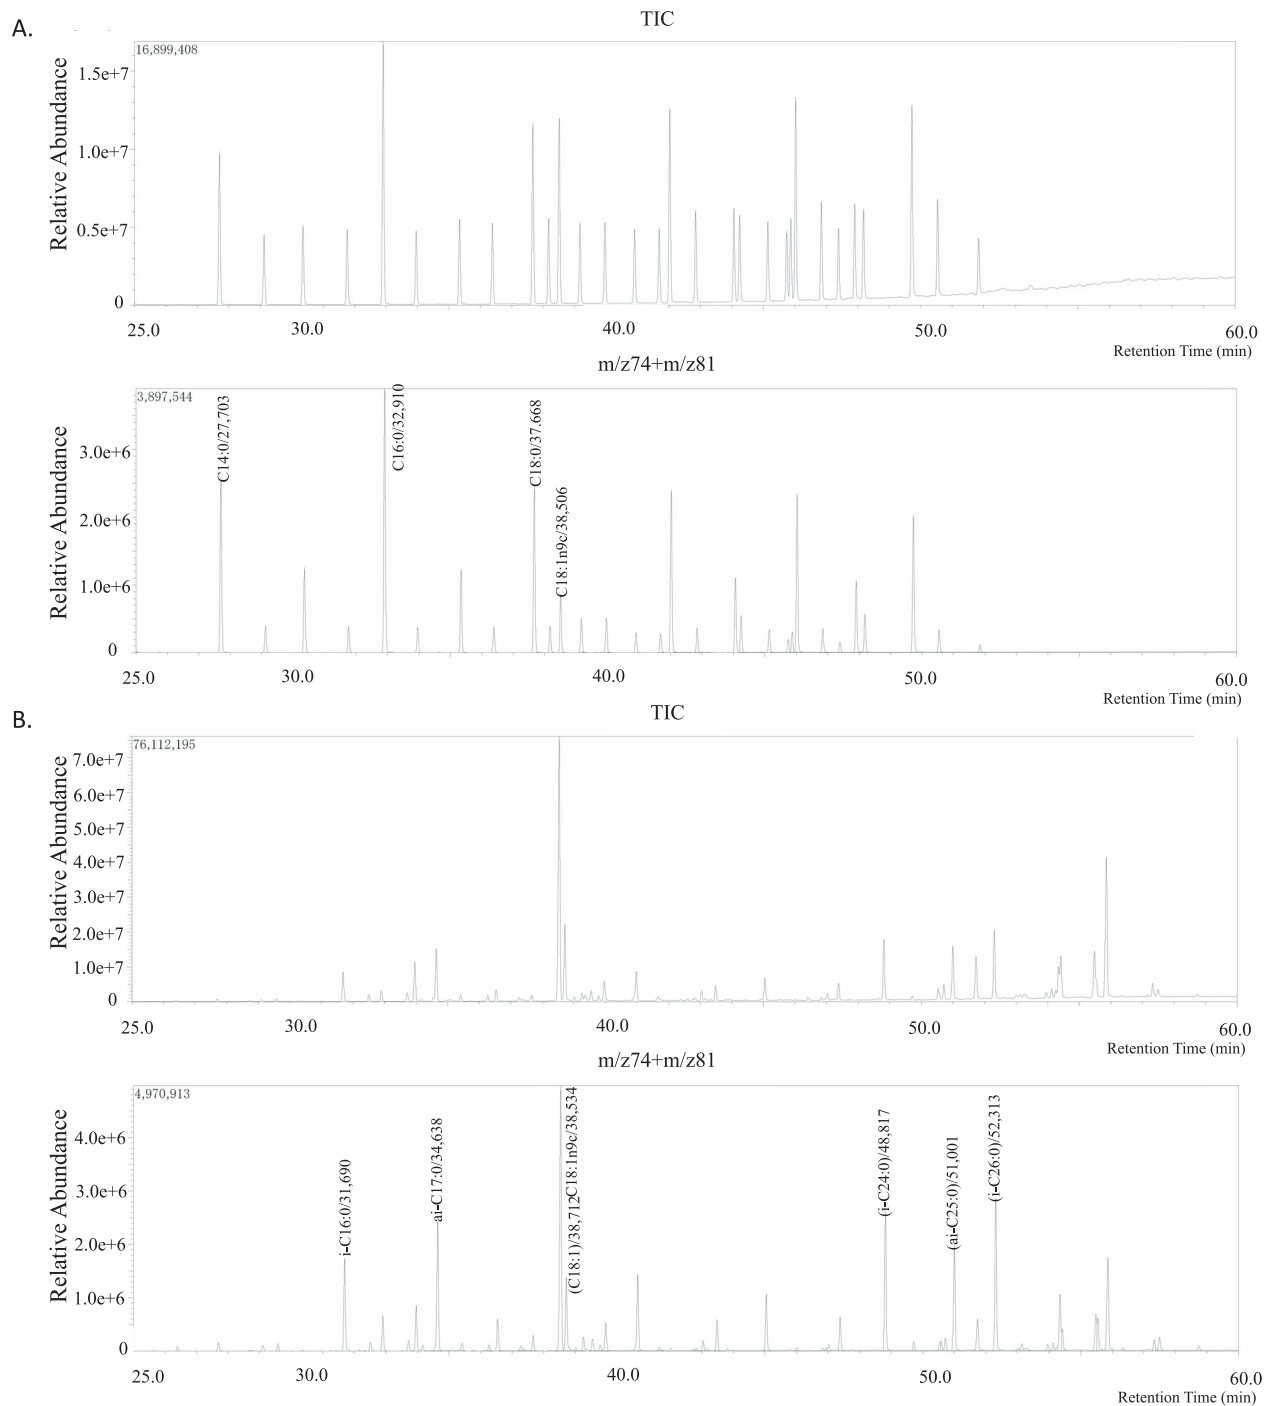 A.
TIC
16,899,408
Relative Abundance
1.5e+7
1.0e+7
0.5e+7
0
25.0 30.0 40.0 50.0 60.0
Retention Time (min)
m/z74+m/z81
3,897,544
Relative Abundance
3.0e+6
2.0e+6
1.0e+6
0
C14:0/27,703
C16:0/32,910
C18:0/37.668
C18:1n9c/38,506
25.0 30.0 40.0 50.0 60.0
Retention Time (min)
B.
TIC
76,112,195
Relative Abundance
7.0e+7
6.0e+7
5.0e+7
4.0e+7
3.0e+7
2.0e+7
1.0e+7
0
25.0 30.0 40.0 50.0 60.0
Retention Time (min)
m/z74+m/z81
4,970,913
Relative Abundance
4.0e+6
3.0e+6
2.0e+6
1.0e+6
0
i-C16:0/31,690
ai-C17:0/34,638
(C18:1)/38,712C18:1n9c/38,534
(i-C24:0)/48,817
(ai-C25:0)/51,001
(i-C26:0)/52,313
25.0 30.0 40.0 50.0 60.0
Retention Time (min)